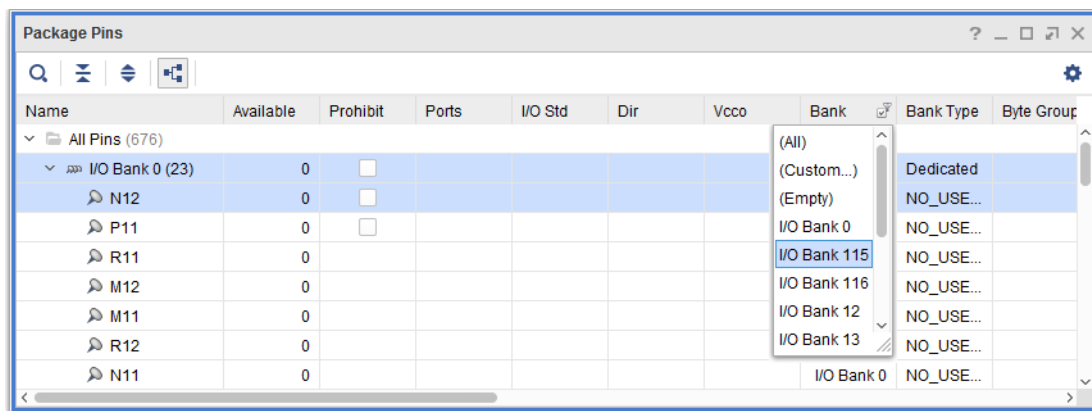 Package Pins ?
Name Available Prohibit Ports I/O Std Dir Vcco Bank Bank Type Byte Group
All Pins (676)
(All)
I/O Bank 0 (23) 0 (Custom...) Dedicated
N12 0 (Empty) NO_USE...
P11 0 I/O Bank 0 NO_USE...
R11 0 I/O Bank 115 NO_USE...
M12 0 I/O Bank 116 NO_USE...
M11 0 I/O Bank 12 NO_USE...
R12 0 I/O Bank 13 NO_USE...
N11 0 I/O Bank 0 NO_USE...